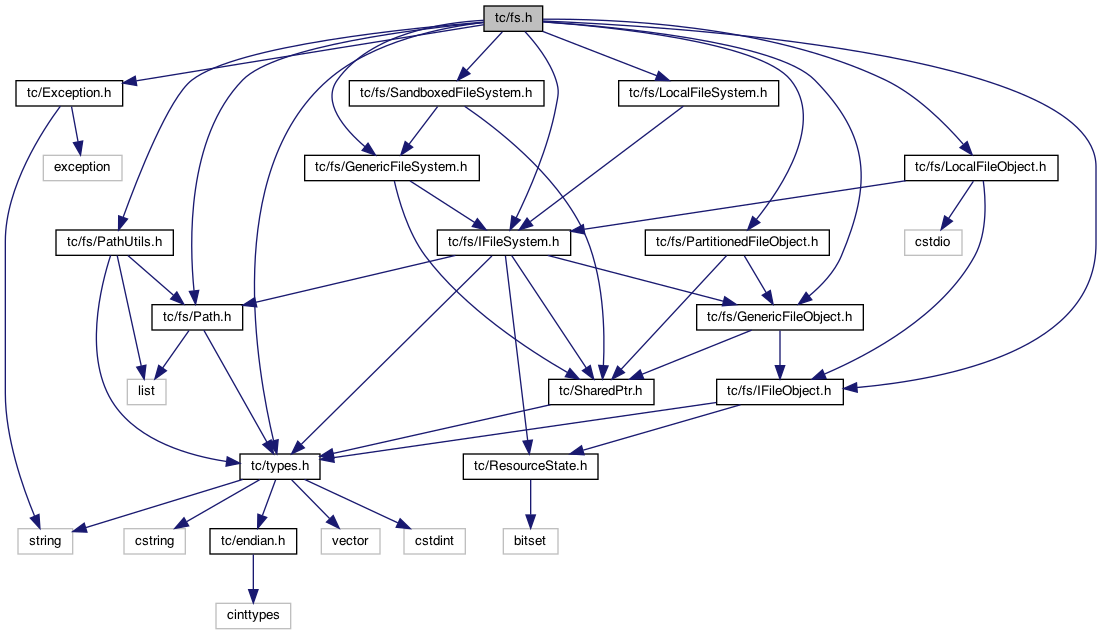 tc/fs.h
tc/Exception.h
tc/fs/SandboxedFileSystem.h
tc/fs/LocalFileSystem.h
exception
tc/fs/GenericFileSystem.h
tc/fs/LocalFileObject.h
tc/fs/PathUtils.h
tc/fs/IFileSystem.h
tc/fs/PartitionedFileObject.h
cstdio
tc/fs/Path.h
tc/fs/GenericFileObject.h
list
tc/SharedPtr.h
tc/fs/IFileObject.h
tc/types.h
tc/ResourceState.h
string
cstring
tc/endian.h
vector
cstdint
bitset
cinttypes